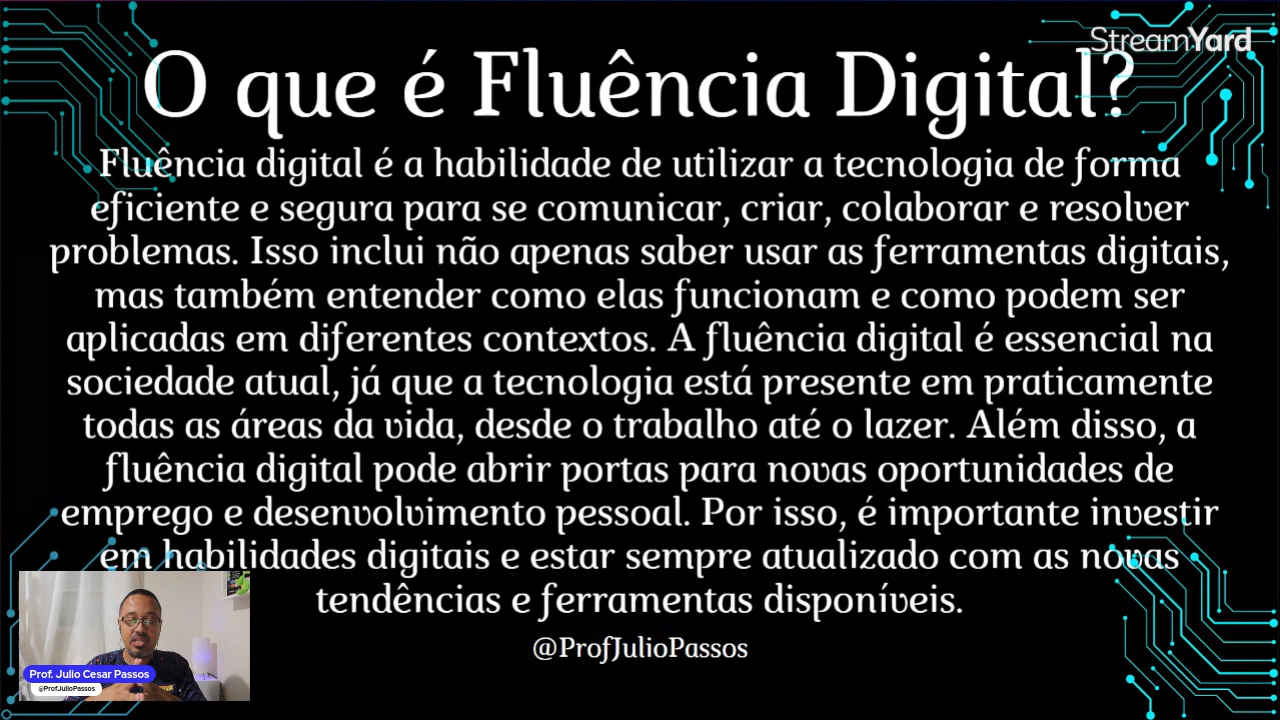 StreamYard
O que é Fluência Digital?
Fluência digital é a habilidade de utilizar a tecnologia de forma
eficiente e segura para se comunicar, criar, colaborar e resolver
problemas. Isso inclui não apenas saber usar as ferramentas digitais,
mas também entender como elas funcionam e como podem ser
aplicadas em diferentes contextos. A fluência digital é essencial na
sociedade atual, já que a tecnologia está presente em praticamente
todas as áreas da vida, desde o trabalho até o lazer. Além disso, a
fluência digital pode abrir portas para novas oportunidades de
emprego e desenvolvimento pessoal. Por isso, é importante investir
em habilidades digitais e estar sempre atualizado com as novas
tendências e ferramentas disponíveis.
@ProfJulioPassos
Prof. Julio Cesar Passos
@ProfJulioPassos